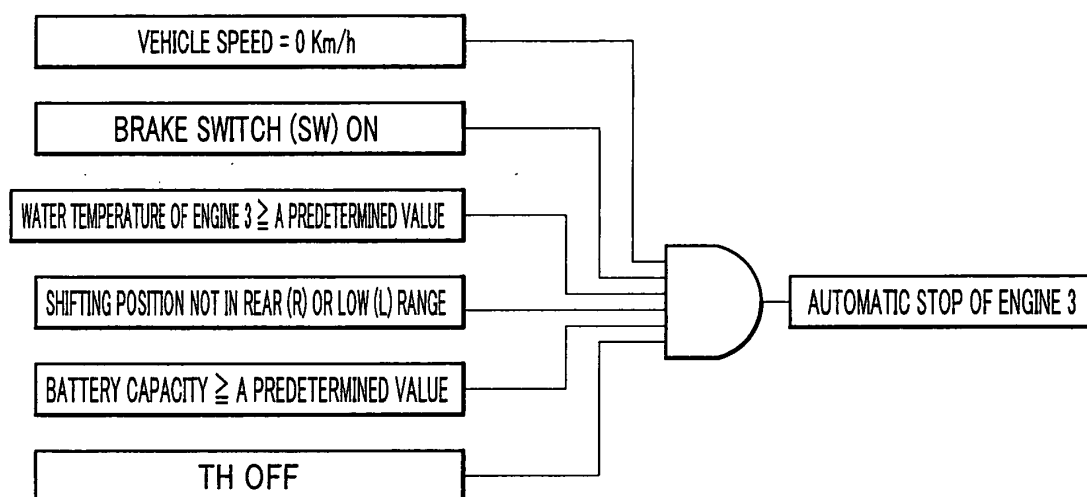 VEHICLE SPEED = 0 Km/h
BRAKE SWITCH (SW) ON
WATER TEMPERATURE OF ENGINE 3 ≧ A PREDETERMINED VALUE
SHIFTING POSITION NOT IN REAR (R) OR LOW (L) RANGE
BATTERY CAPACITY ≧ A PREDETERMINED VALUE
TH OFF
AUTOMATIC STOP OF ENGINE 3